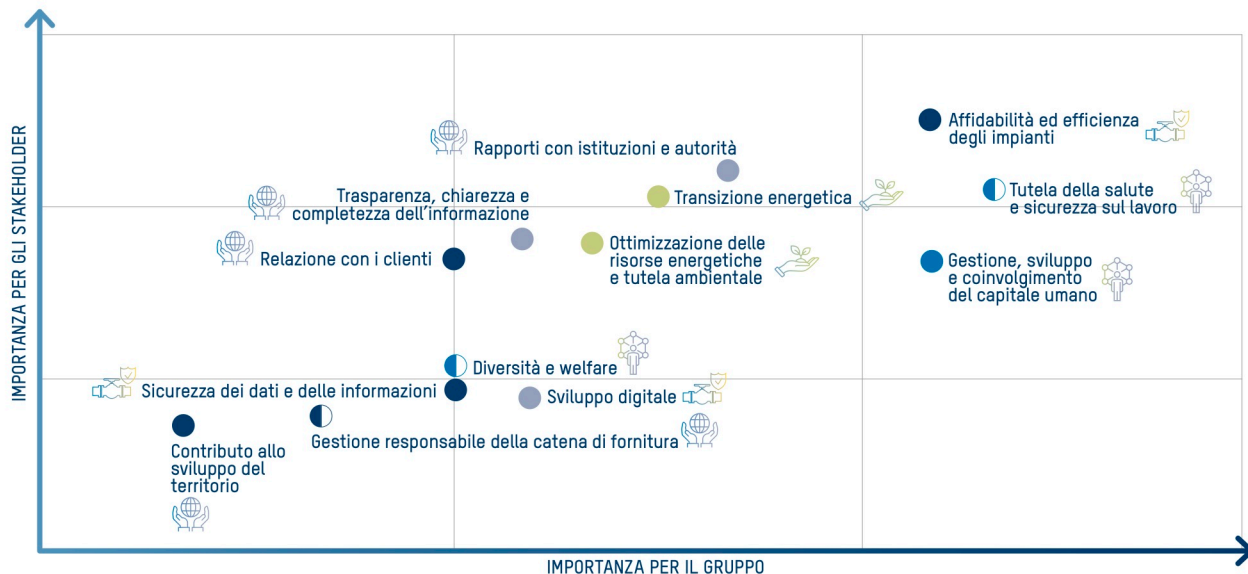 IMPORTANZA PER GLI STAKEHOLDER
Affidabilità ed efficienza
degli impianti
Rapporti con istituzioni e autorità
Trasparenza, chiarezza e
completezza dell'informazione
Transizione energetica
Tutela della salute
e sicurezza sul lavoro
Relazione con i clienti
Ottimizzazione delle
risorse energetiche
e tutela ambientale
Gestione, sviluppo
e coinvolgimento
del capitale umano
Diversità e welfare
Sicurezza dei dati e delle informazioni
Sviluppo digitale
Gestione responsabile della catena di fornitura
Contributo allo
sviluppo del
territorio
IMPORTANZA PER IL GRUPPO